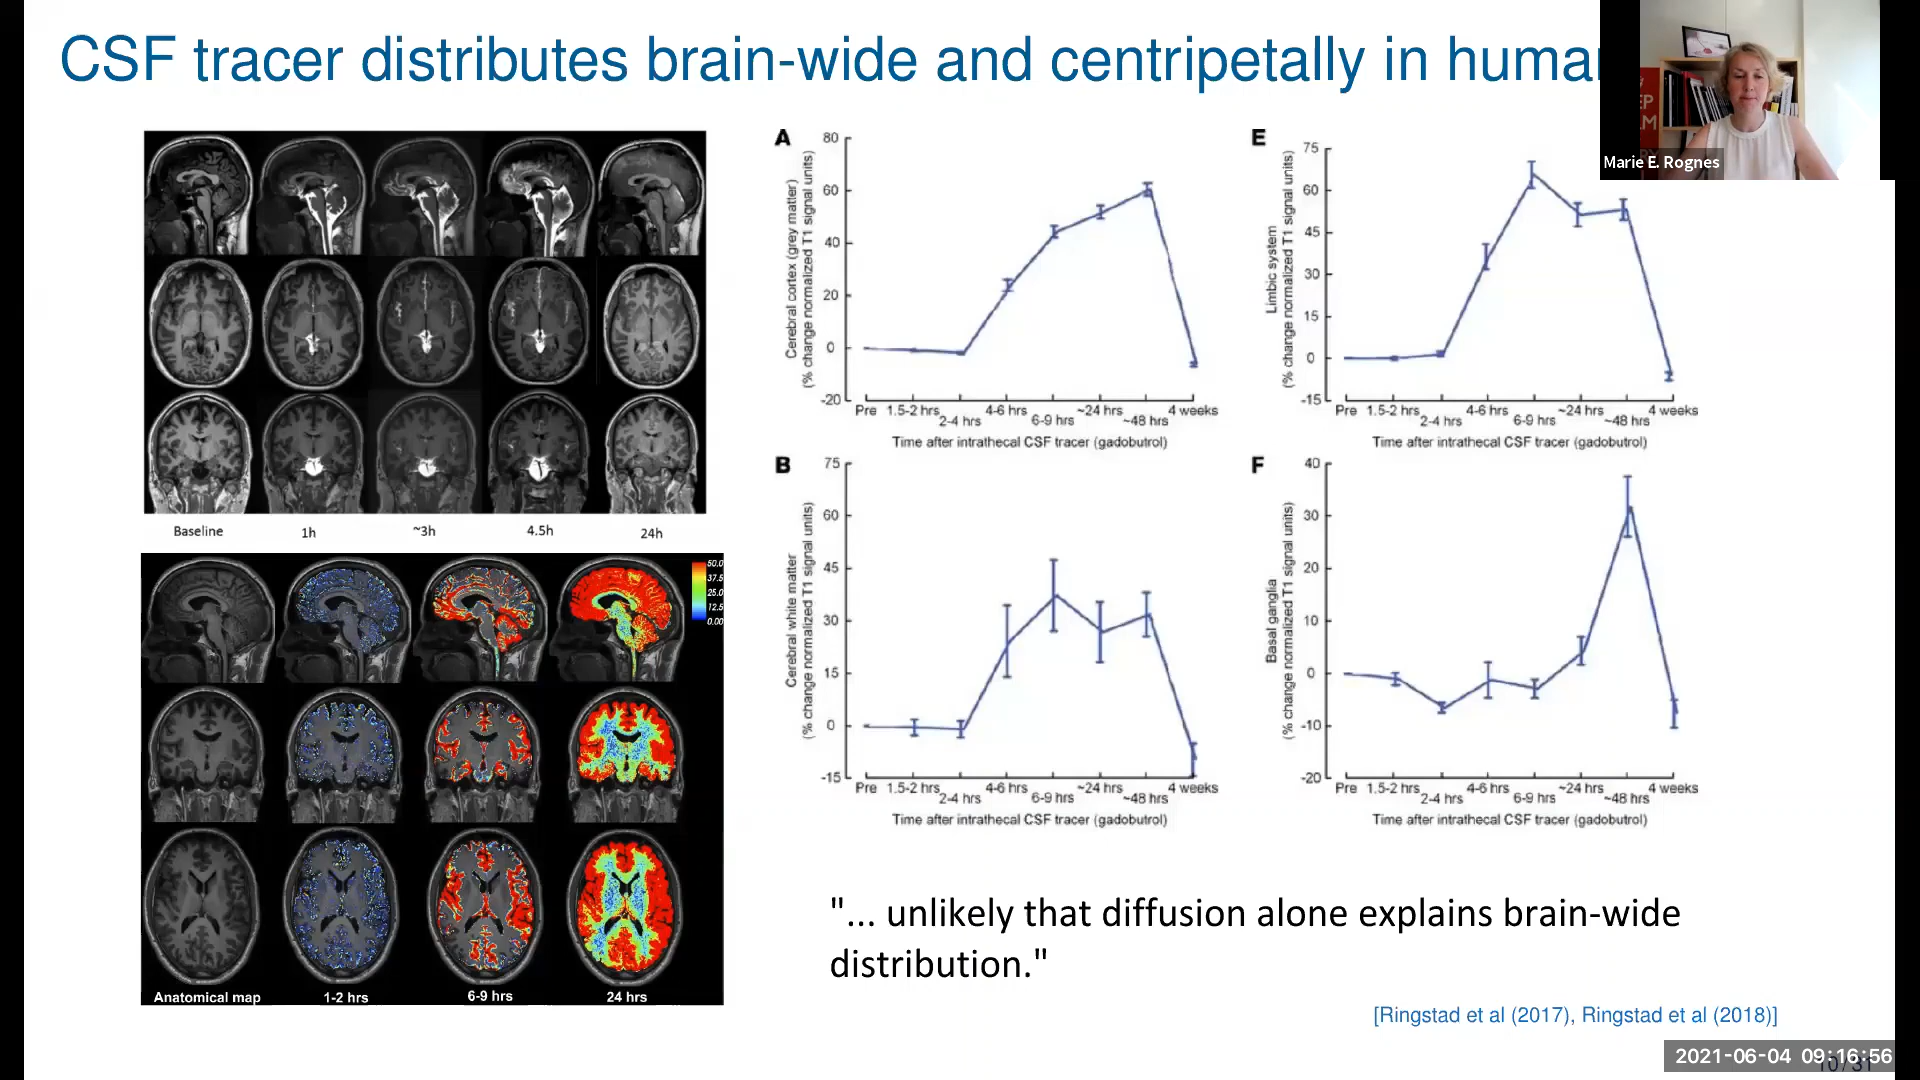 CSF tracer distributes brain-wide and centripetally in human
Marie E. Rognes
Baseline
1h
~3h
4.5h
24h
50.0
37.5
25.0
12.5
0.00
Anatomical map
1-2 hrs
6-9 hrs
24 hrs
A
Cerebral cortex (grey matter)
(% change normalized T1 signal units)
80
60
40
20
0
-20
Pre 1.5-2 hrs 2-4 hrs 4-6 hrs 6-9 hrs ~24 hrs ~48 hrs 4 weeks
Time after intrathecal CSF tracer (gadobutrol)
E
Limbic system
(% change normalized T1 signal units)
75
60
45
30
15
0
-15
Pre 1.5-2 hrs 2-4 hrs 4-6 hrs 6-9 hrs ~24 hrs ~48 hrs 4 weeks
Time after intrathecal CSF tracer (gadobutrol)
B
Cerebral white matter
(% change normalized T1 signal units)
75
60
45
30
15
0
-15
Pre 1.5-2 hrs 2-4 hrs 4-6 hrs 6-9 hrs ~24 hrs ~48 hrs 4 weeks
Time after intrathecal CSF tracer (gadobutrol)
F
Basal ganglia
(% change normalized T1 signal units)
40
30
20
10
0
-10
-20
Pre 1.5-2 hrs 2-4 hrs 4-6 hrs 6-9 hrs ~24 hrs ~48 hrs 4 weeks
Time after intrathecal CSF tracer (gadobutrol)
"... unlikely that diffusion alone explains brain-wide
distribution."
[Ringstad et al (2017), Ringstad et al (2018)]
2021-06-04 09:16:56